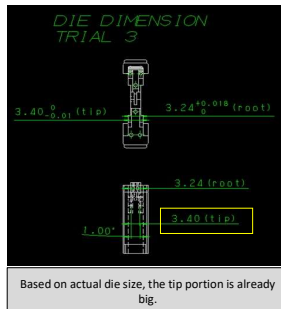 DIE DIMENSION
TRIAL 3
3.40 0 -0.01 (tip)
3.24 +0.018 0 (root)
3.24 (root)
3.40 (tip)
1.00°
Based on actual die size, the tip portion is already
big.